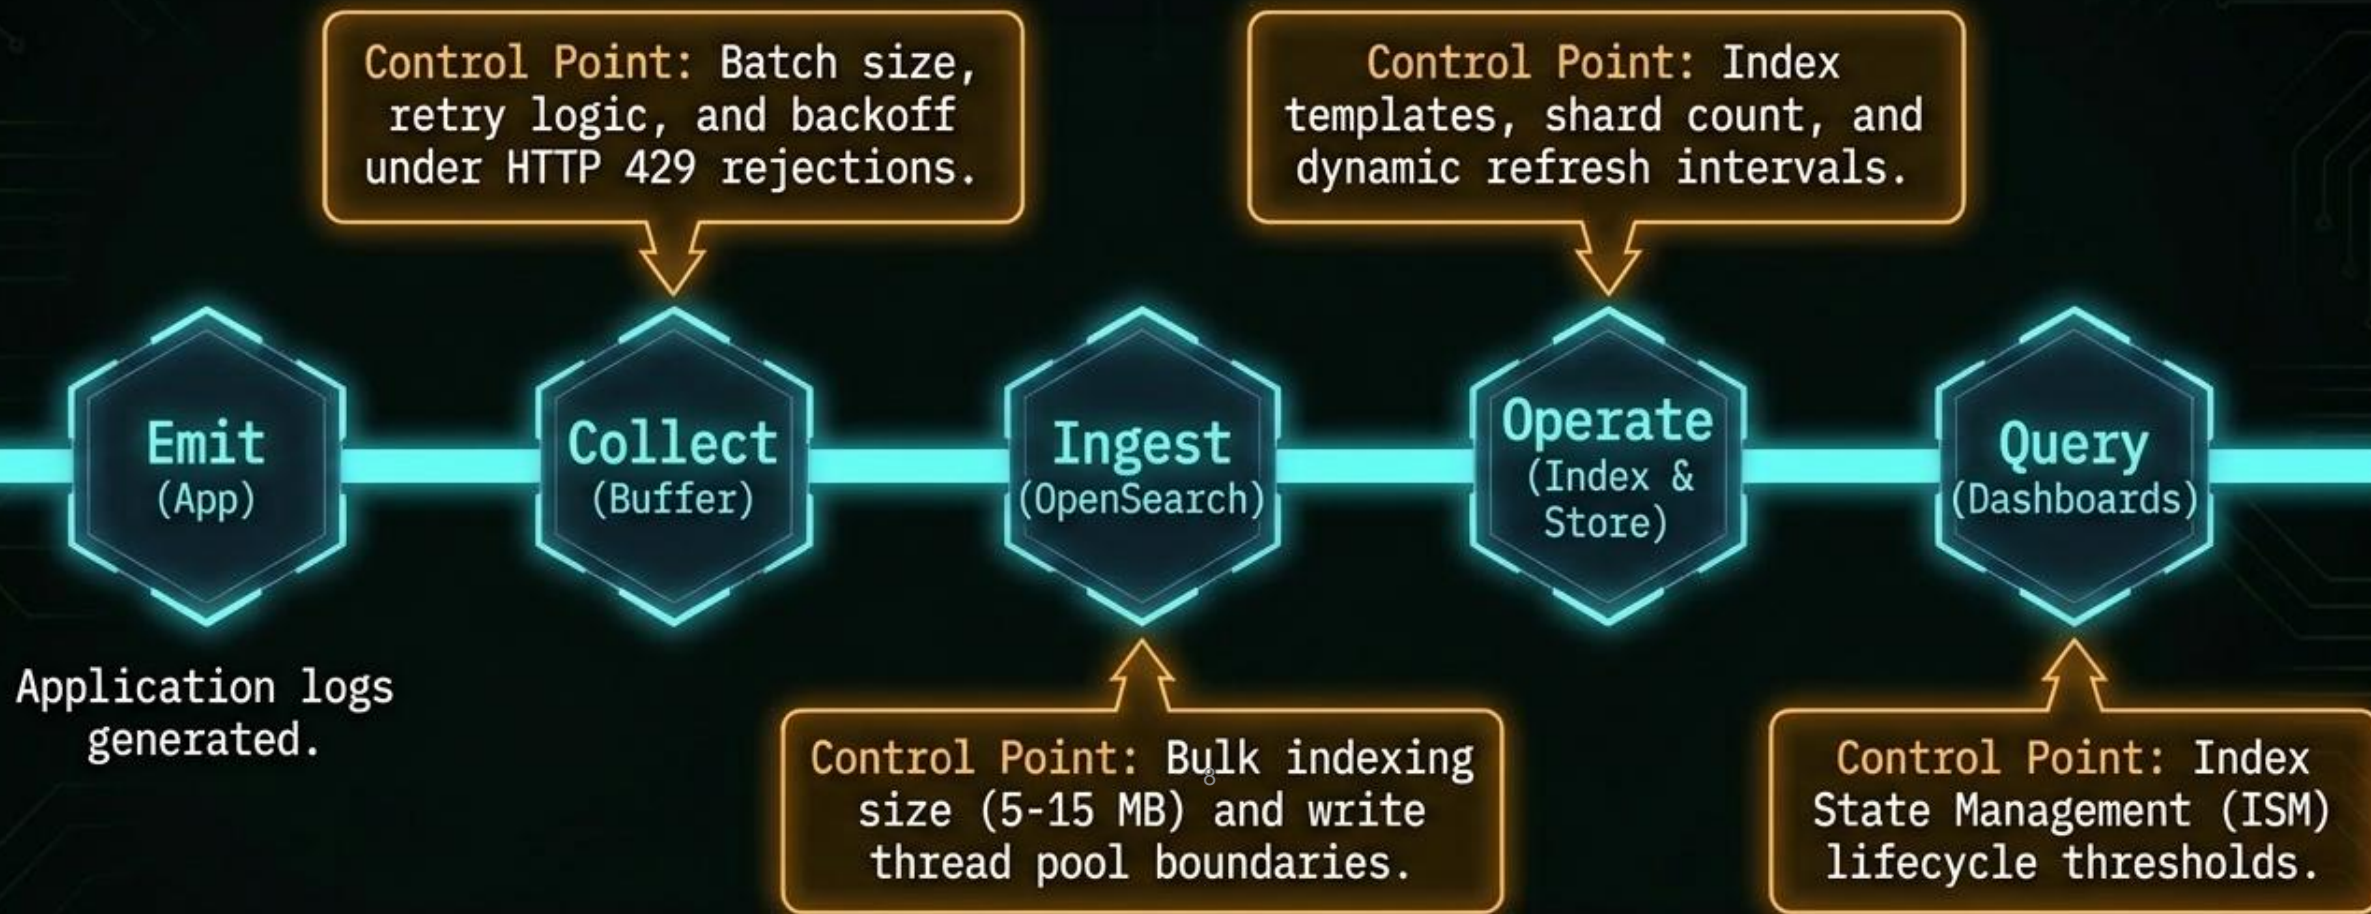 Control Point: Batch size,
retry logic, and backoff
under HTTP 429 rejections.
Control Point: Index
templates, shard count, and
dynamic refresh intervals.
Emit
(App)
Collect
(Buffer)
Ingest
(OpenSearch)
Operate
(Index &
Store)
Query
(Dashboards)
Application logs
generated.
Control Point: Bulk indexing
size (5-15 MB) and write
thread pool boundaries.
8
Control Point: Index
State Management (ISM)
lifecycle thresholds.